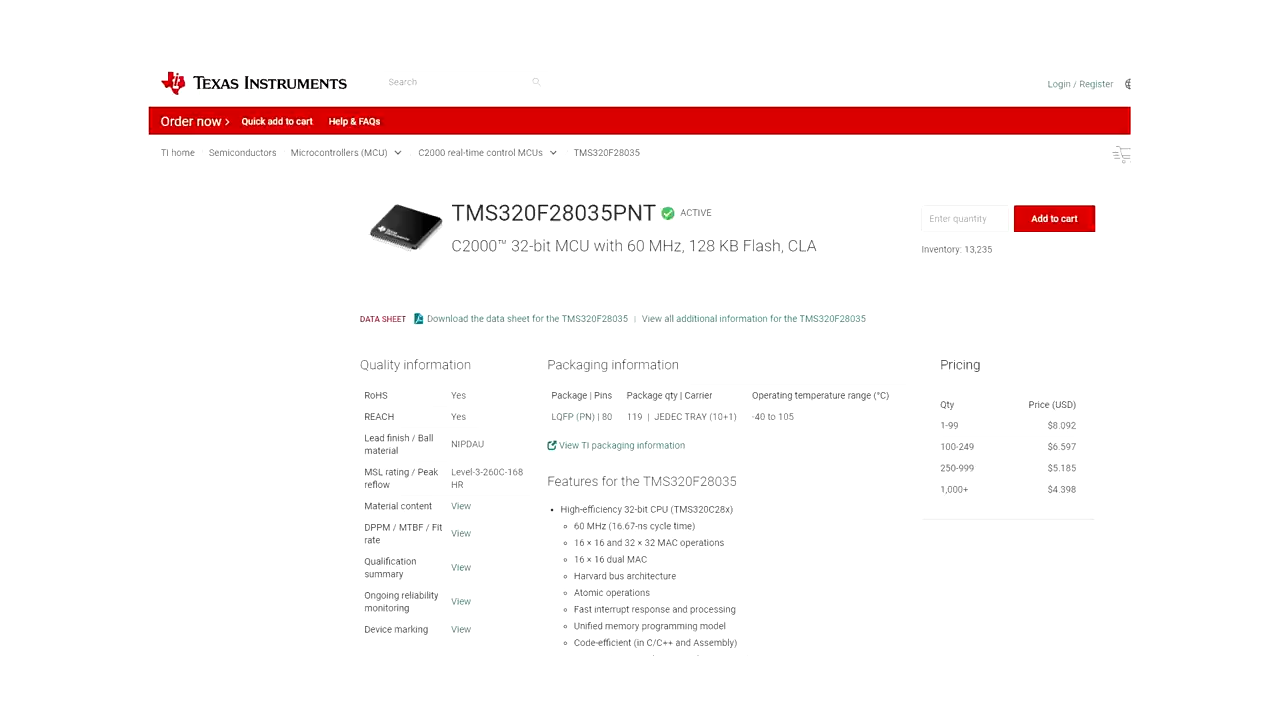 TEXAS INSTRUMENTS
Search
Login / Register
Order now
Quick add to cart
Help & FAQs
TI home
Semiconductors
Microcontrollers (MCU)
C2000 real-time control MCUs
TMS320F28035
TMS320F28035PNT ACTIVE
C2000™ 32-bit MCU with 60 MHz, 128 KB Flash, CLA
Enter quantity
Add to cart
Inventory: 13,235
DATA SHEET Download the data sheet for the TMS320F28035 | View all additional information for the TMS320F28035
Quality information
RoHS Yes
REACH Yes
Lead finish / Ball
material
NIPDAU
MSL rating / Peak
reflow
Level-3-260C-168
HR
Material content View
DPPM / MTBF / Fit
rate
View
Qualification
summary
View
Ongoing reliability
monitoring
View
Device marking View
Packaging information
Package | Pins Package qty | Carrier Operating temperature range (°C)
LQFP (PN) | 80 119 | JEDEC TRAY (10+1) -40 to 105
View TI packaging information
Features for the TMS320F28035
• High-efficiency 32-bit CPU (TMS320C28x)
60 MHz (16.67-ns cycle time)
16 × 16 and 32 × 32 MAC operations
16 × 16 dual MAC
Harvard bus architecture
Atomic operations
Fast interrupt response and processing
Unified memory programming model
Code-efficient (in C/C++ and Assembly)
Pricing
Qty Price (USD)
1-99 $8.092
100-249 $6.597
250-999 $5.185
1,000+ $4.398